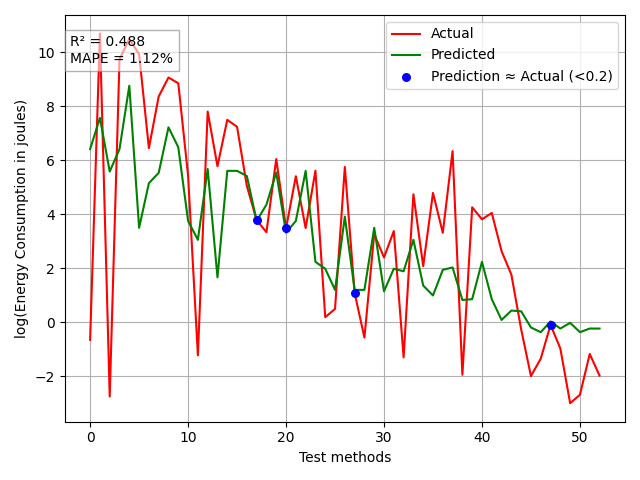 R² = 0.488
MAPE = 1.12%
Actual
Predicted
Prediction ≈ Actual (<0.2)
log(Energy Consumption in joules)
10
8
6
4
2
0
−2
0
10
20
30
40
50
Test methods